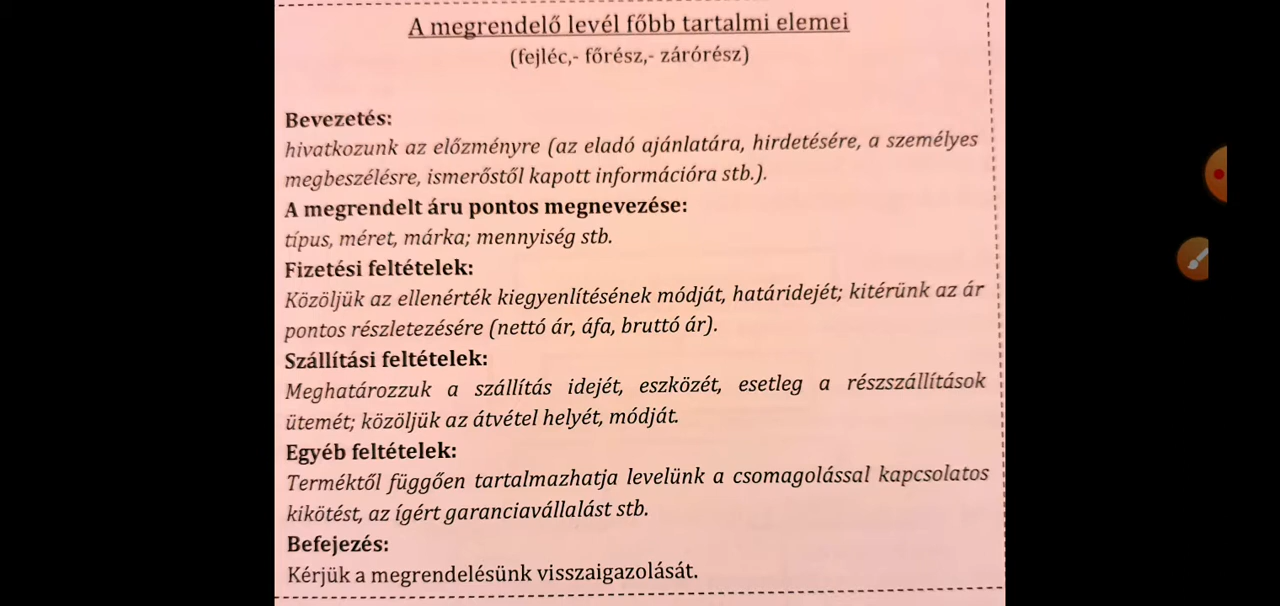 A megrendelő levél főbb tartalmi elemei
(fejléc,- főrész,- zárórész)
Bevezetés:
hivatkozunk az előzményre (az eladó ajánlatára, hirdetésére, a személyes
megbeszélésre, ismerőstől kapott információra stb.).
A megrendelt áru pontos megnevezése:
típus, méret, márka; mennyiség stb.
Fizetési feltételek:
Közöljük az ellenérték kiegyenlítésének módját, határidejét; kitérünk az ár
pontos részletezésére (nettó ár, áfa, bruttó ár).
Szállítási feltételek:
Meghatározzuk a szállítás idejét, eszközét, esetleg a részszállítások
ütemét; közöljük az átvétel helyét, módját.
Egyéb feltételek:
Terméktől függően tartalmazhatja levelünk a csomagolással kapcsolatos
kikötést, az ígért garanciavállalást stb.
Befejezés:
Kérjük a megrendelésünk visszaigazolását.